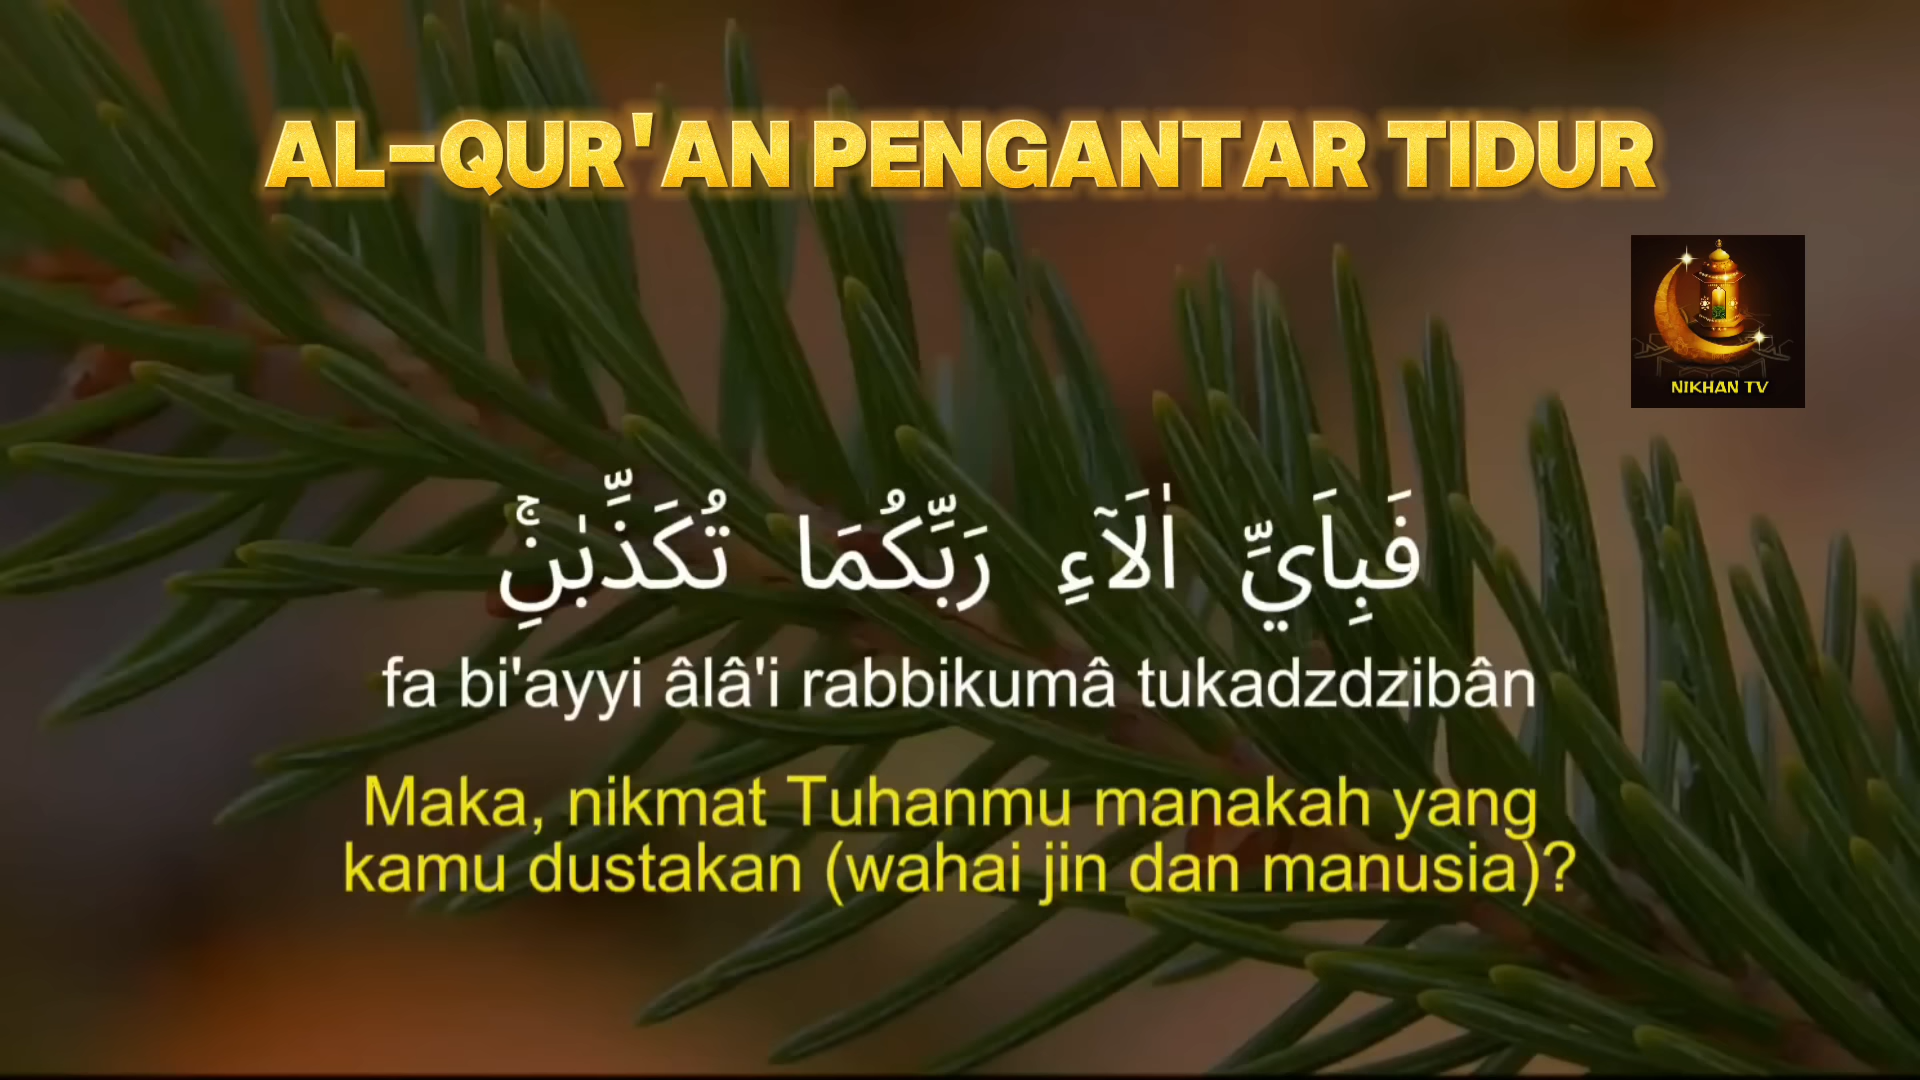 AL-QUR'AN PENGANTAR TIDUR
NIKHAN TV
فَبِاَيِّ اٰلَاۤءِ رَبِّكُمَا تُكَذِّبٰنِۚ
fa bi'ayyi âlâ'i rabbikumâ tukadzdzibân
Maka, nikmat Tuhanmu manakah yang
kamu dustakan (wahai jin dan manusia)?